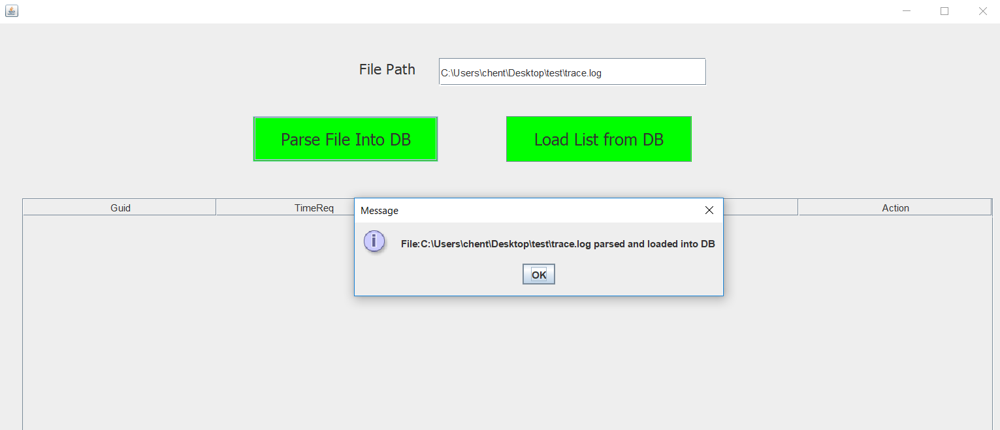 File Path
C:\Users\chent\Desktop\test\trace.log
Parse File Into DB
Load List from DB
Guid
TimeReq
Action
Message
File:C:\Users\chent\Desktop\test\trace.log parsed and loaded into DB
OK